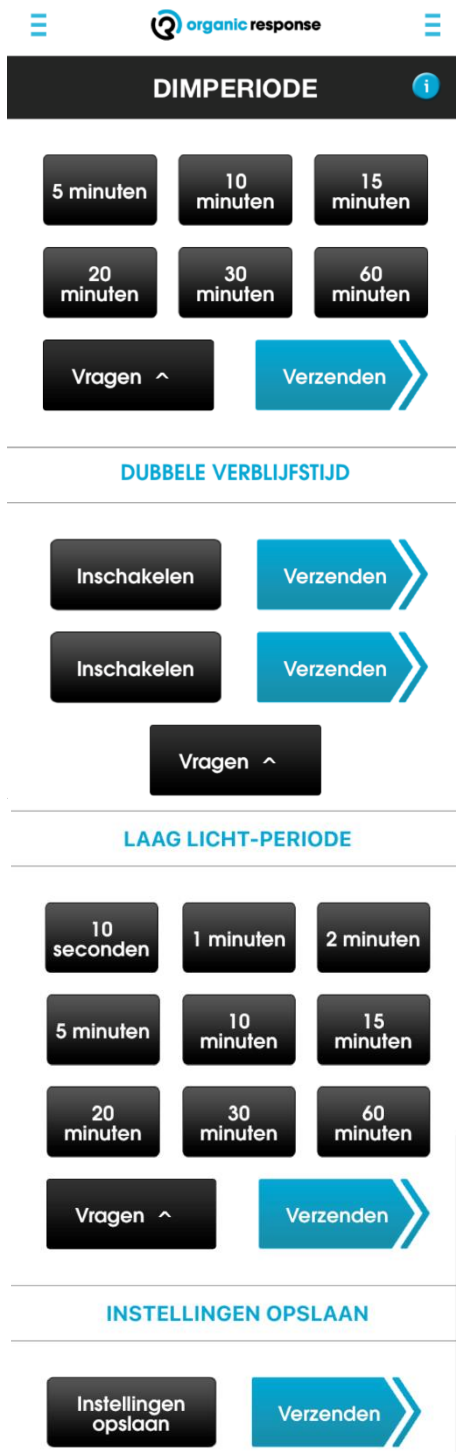 organic response
DIMPERIODE
i
5 minuten
10
minuten
15
minuten
20
minuten
30
minuten
60
minuten
Vragen ^
Verzenden
DUBBELE VERBLIJFSTIJD
Inschakelen
Verzenden
Inschakelen
Verzenden
Vragen ^
LAAG LICHT-PERIODE
10
seconden
1 minuten
2 minuten
5 minuten
10
minuten
15
minuten
20
minuten
30
minuten
60
minuten
Vragen ^
Verzenden
INSTELLINGEN OPSLAAN
Instellingen
opslaan
Verzenden